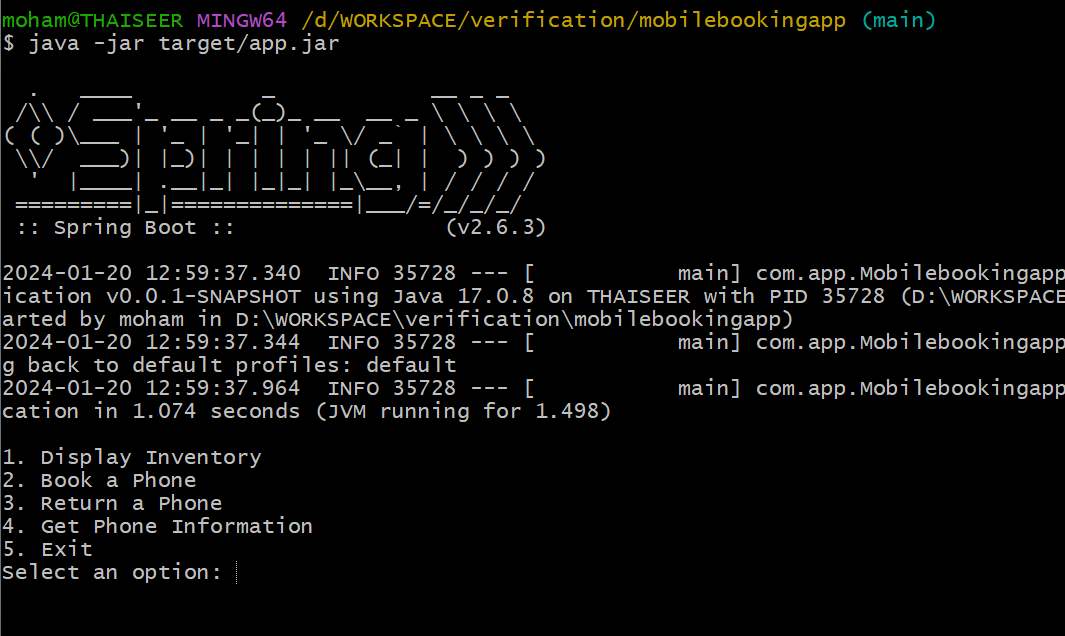 moham@THAISEER MINGW64 /d/WORKSPACE/verification/mobilebookingapp (main)
$ java -jar target/app.jar

  .   ____          _            __ _ _
 /\\ / ___'_ __ _ _(_)_ __  __ _ \ \ \ \
( ( )\___ | '_ | '_| | '_ \/ _` | \ \ \ \
 \\/  ___)| |_)| | | | | || (_| |  ) ) ) )
  '  |____| .__|_| |_|_| |_\__, | / / / /
 =========|_|==============|___/=/_/_/_/
 :: Spring Boot ::                (v2.6.3)

2024-01-20 12:59:37.340  INFO 35728 --- [           main] com.app.Mobilebookingapp
ication v0.0.1-SNAPSHOT using Java 17.0.8 on THAISEER with PID 35728 (D:\WORKSPACE
arted by moham in D:\WORKSPACE\verification\mobilebookingapp)
2024-01-20 12:59:37.344  INFO 35728 --- [           main] com.app.Mobilebookingapp
g back to default profiles: default
2024-01-20 12:59:37.964  INFO 35728 --- [           main] com.app.Mobilebookingapp
cation in 1.074 seconds (JVM running for 1.498)

1. Display Inventory
2. Book a Phone
3. Return a Phone
4. Get Phone Information
5. Exit
Select an option: